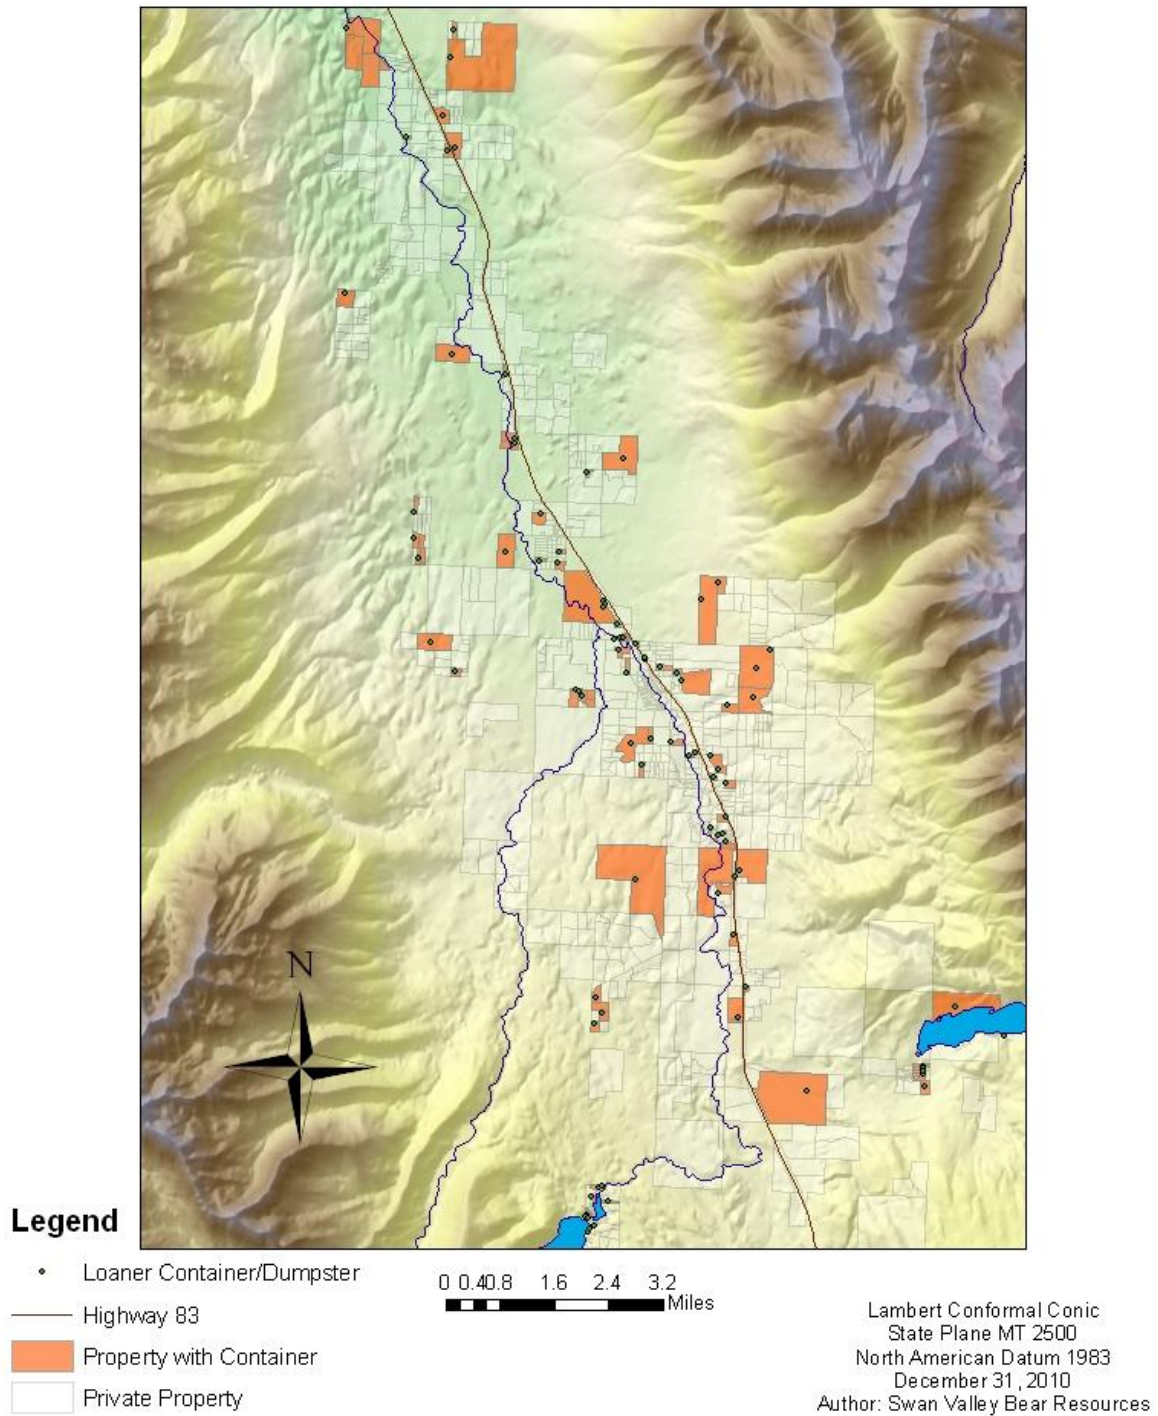 N
Legend
Loaner Container/Dumpster
Highway 83
Property with Container
Private Property
0 0.40.8 1.6 2.4 3.2
Miles
Lambert Conformal Conic
State Plane MT 2500
North American Datum 1983
December 31, 2010
Author: Swan Valley Bear Resources